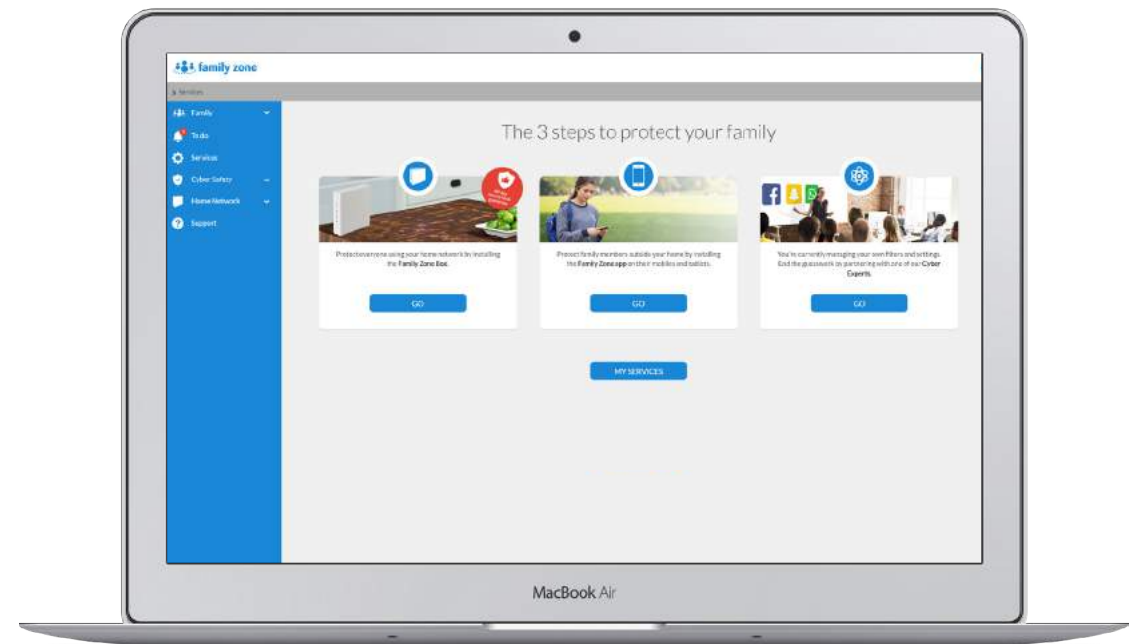 family zone
Services
Family
To do
Services
Cyber Safety
Home Network
Support
The 3 steps to protect your family
Protect everyone using your home network by installing
the Family Zone Box.
GO
Protect family members outside your home by installing
the Family Zone app on their mobiles and tablets.
GO
You're currently managing your own filters and settings.
End the guesswork by partnering with one of our Cyber
Experts.
GO
MY SERVICES
MacBook Air